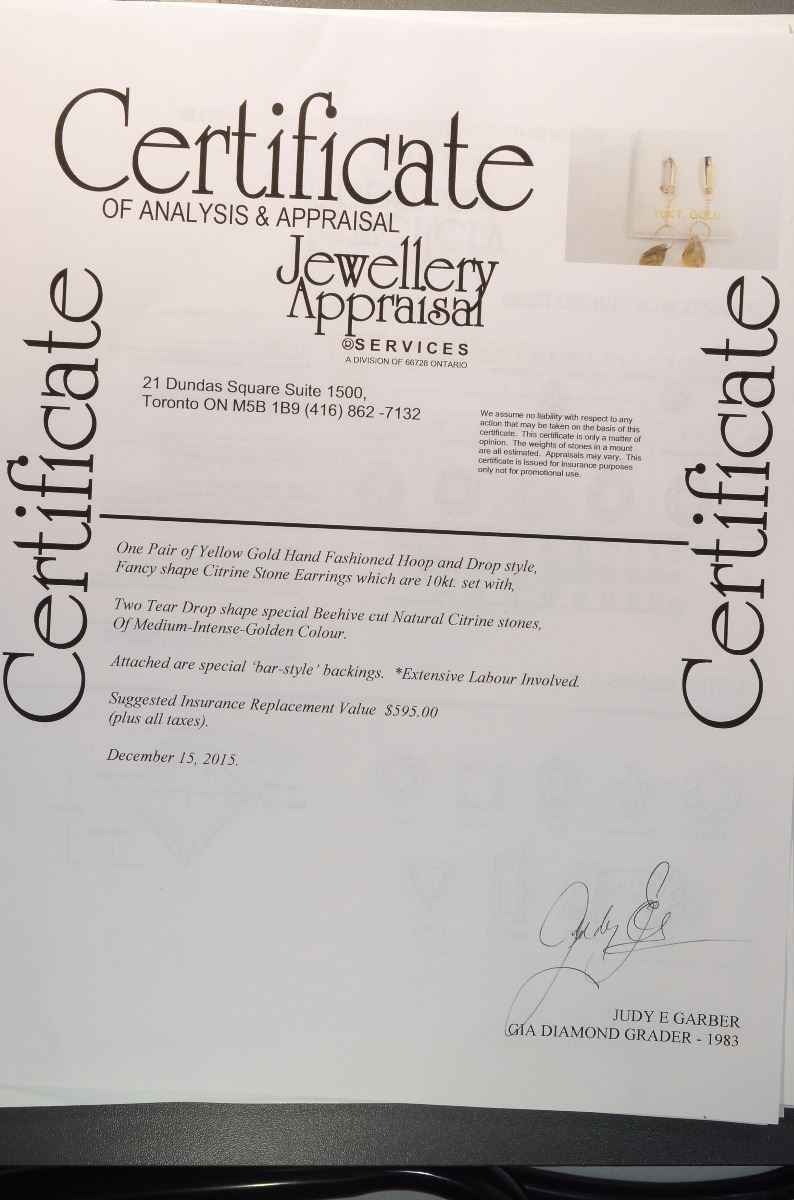 Certificate
OF ANALYSIS & APPRAISAL
10KT. GOLD
Jewellery
Appraisal
SERVICES
A DIVISION OF 66728 ONTARIO
Certificate
Certificate
21 Dundas Square Suite 1500,
Toronto ON M5B 1B9 (416) 862 -7132
We assume no liability with respect to any
action that may be taken on the basis of this
certificate. This certificate is only a matter of
opinion. The weights of stones in a mount
are all estimated. Appraisals may vary. This
certificate is issued for insurance purposes
only not for promotional use.
One Pair of Yellow Gold Hand Fashioned Hoop and Drop style,
Fancy shape Citrine Stone Earrings which are 10kt. set with,
Two Tear Drop shape special Beehive cut Natural Citrine stones,
Of Medium-Intense-Golden Colour.
Attached are special ‘bar-style’ backings. *Extensive Labour Involved.
Suggested Insurance Replacement Value $595.00
(plus all taxes).
December 15, 2015.
JUDY E GARBER
GIA DIAMOND GRADER - 1983